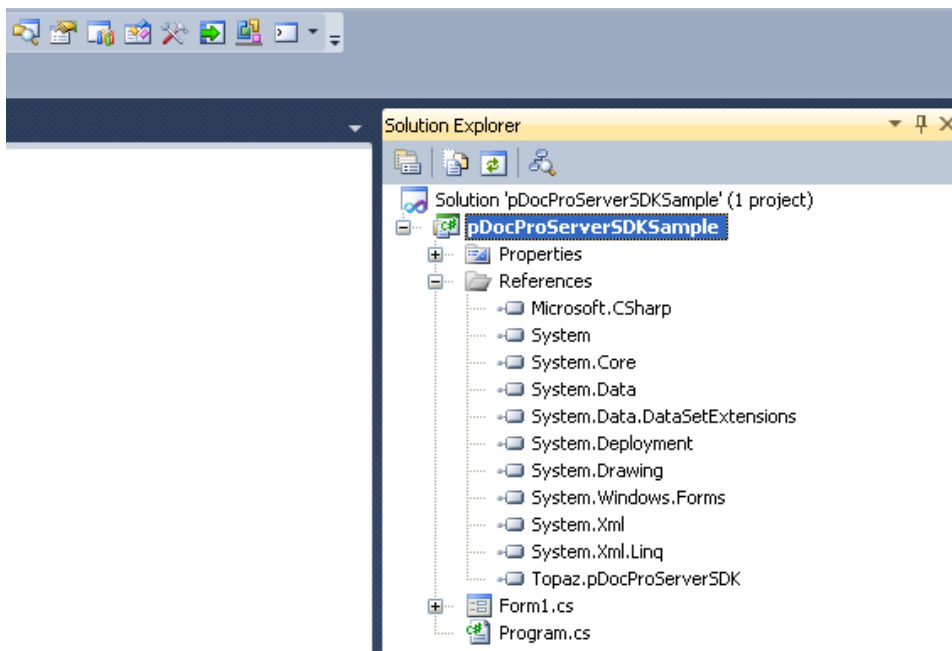 Solution Explorer
Solution 'pDocProServerSDKSample' (1 project)
pDocProServerSDKSample
Properties
References
Microsoft.CSharp
System
System.Core
System.Data
System.Data.DataSetExtensions
System.Deployment
System.Drawing
System.Windows.Forms
System.Xml
System.Xml.Linq
Topaz.pDocProServerSDK
Form1.cs
Program.cs